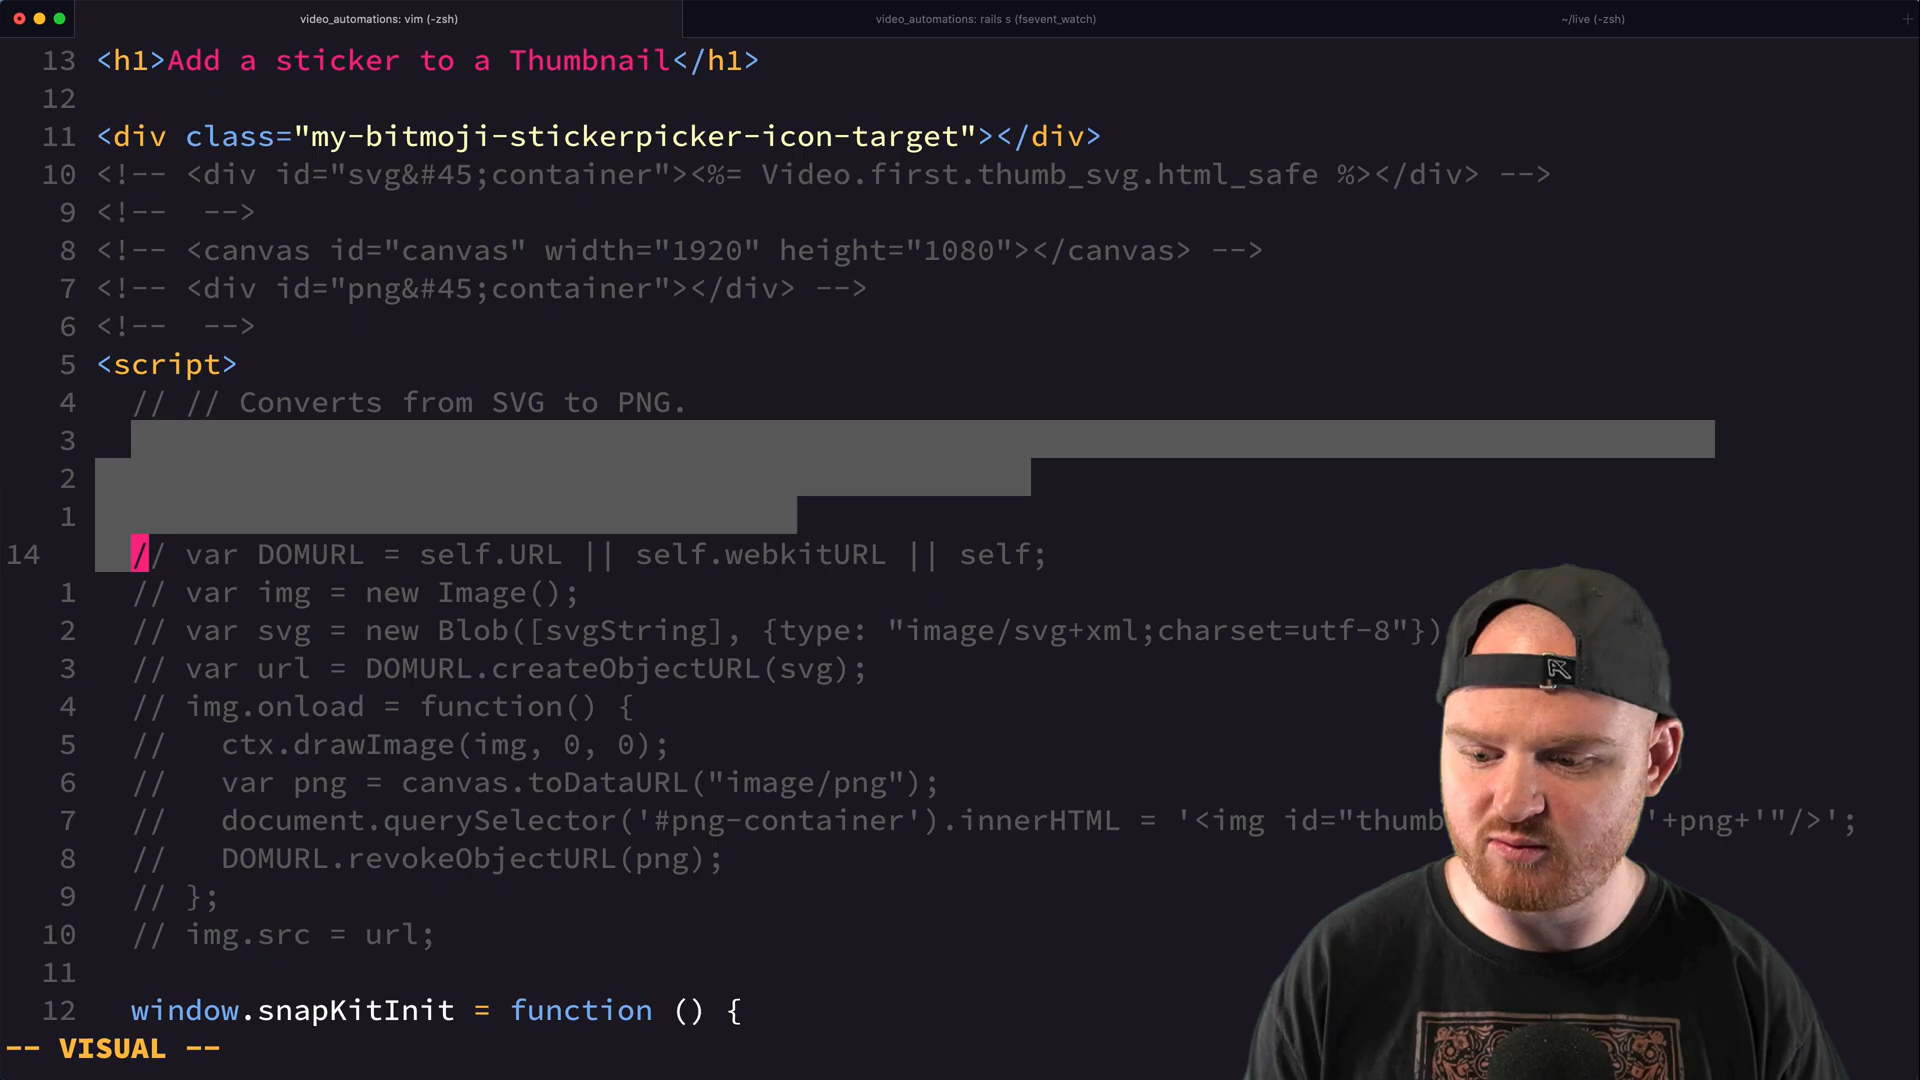 video_automations: vim (-zsh)
video_automations: rails s (fsevent_watch)
~/live (-zsh)
13 <h1>Add a sticker to a Thumbnail</h1>
12
11 <div class="my-bitmoji-stickerpicker-icon-target"></div>
10 <!-- <div id="svg&#45;container"><%= Video.first.thumb_svg.html_safe %></div> -->
9 <!--  -->
8 <!-- <canvas id="canvas" width="1920" height="1080"></canvas> -->
7 <!-- <div id="png&#45;container"></div> -->
6 <!--  -->
5 <script>
4   // // Converts from SVG to PNG.
3
2
1
14   // var DOMURL = self.URL || self.webkitURL || self;
1   // var img = new Image();
2   // var svg = new Blob([svgString], {type: "image/svg+xml;charset=utf-8"})
3   // var url = DOMURL.createObjectURL(svg);
4   // img.onload = function() {
5   //   ctx.drawImage(img, 0, 0);
6   //   var png = canvas.toDataURL("image/png");
7   //   document.querySelector('#png-container').innerHTML = '<img id="thumb '+png+'"/>';
8   //   DOMURL.revokeObjectURL(png);
9   // };
10   // img.src = url;
11
12   window.snapKitInit = function () {
-- VISUAL --